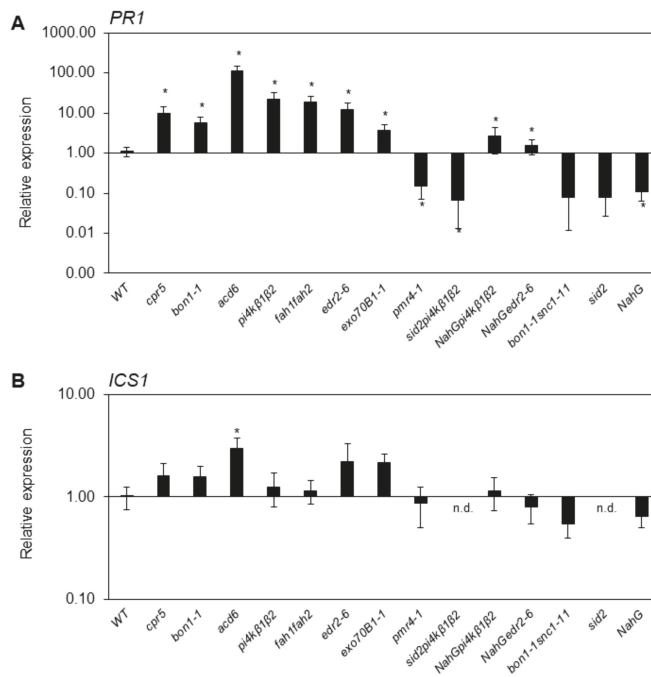 A
PR1
1000.00
100.00
10.00
1.00
0.10
0.01
0.00
Relative expression
*
*
*
*
*
*
*
*
*
*
*
*
WT
cpr5
bon1-1
acd6
pi4kβ1β2
fah1fah2
edr2-6
exo70B1-1
pmr4-1
sid2pi4kβ1β2
NahGpi4kβ1β2
NahGedr2-6
bon1-1snc1-11
sid2
NahG
B
ICS1
10.00
1.00
0.10
Relative expression
*
n.d.
n.d.
WT
cpr5
bon1-1
acd6
pi4kβ1β2
fah1fah2
edr2-6
exo70B1-1
pmr4-1
sid2pi4kβ1β2
NahGpi4kβ1β2
NahGedr2-6
bon1-1snc1-11
sid2
NahG